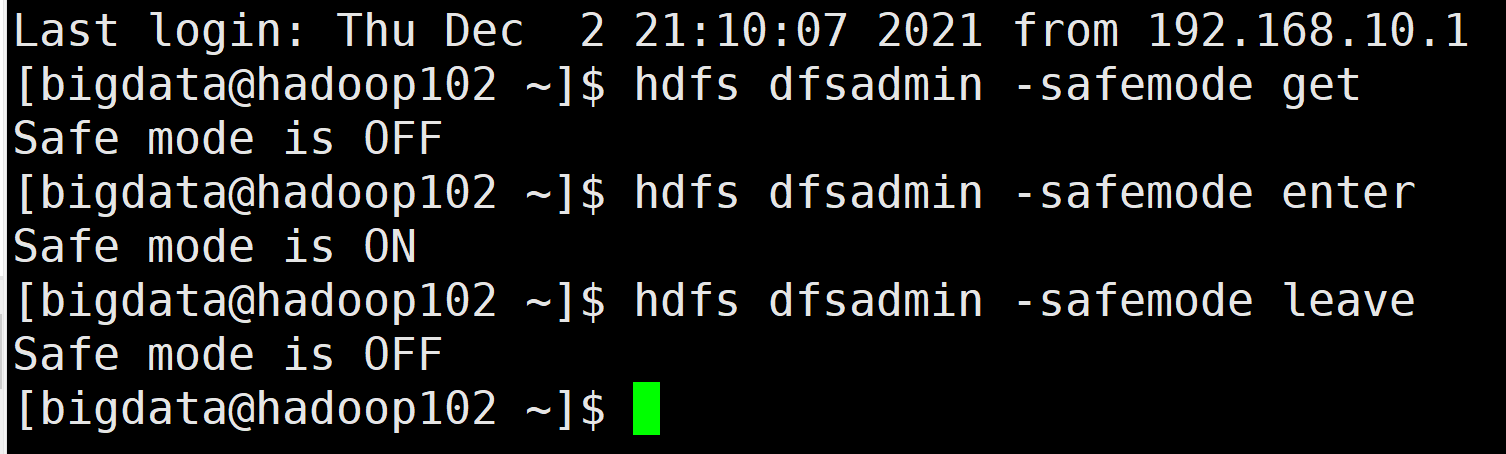 Last login: Thu Dec  2 21:10:07 2021 from 192.168.10.1
[bigdata@hadoop102 ~]$ hdfs dfsadmin -safemode get
Safe mode is OFF
[bigdata@hadoop102 ~]$ hdfs dfsadmin -safemode enter
Safe mode is ON
[bigdata@hadoop102 ~]$ hdfs dfsadmin -safemode leave
Safe mode is OFF
[bigdata@hadoop102 ~]$